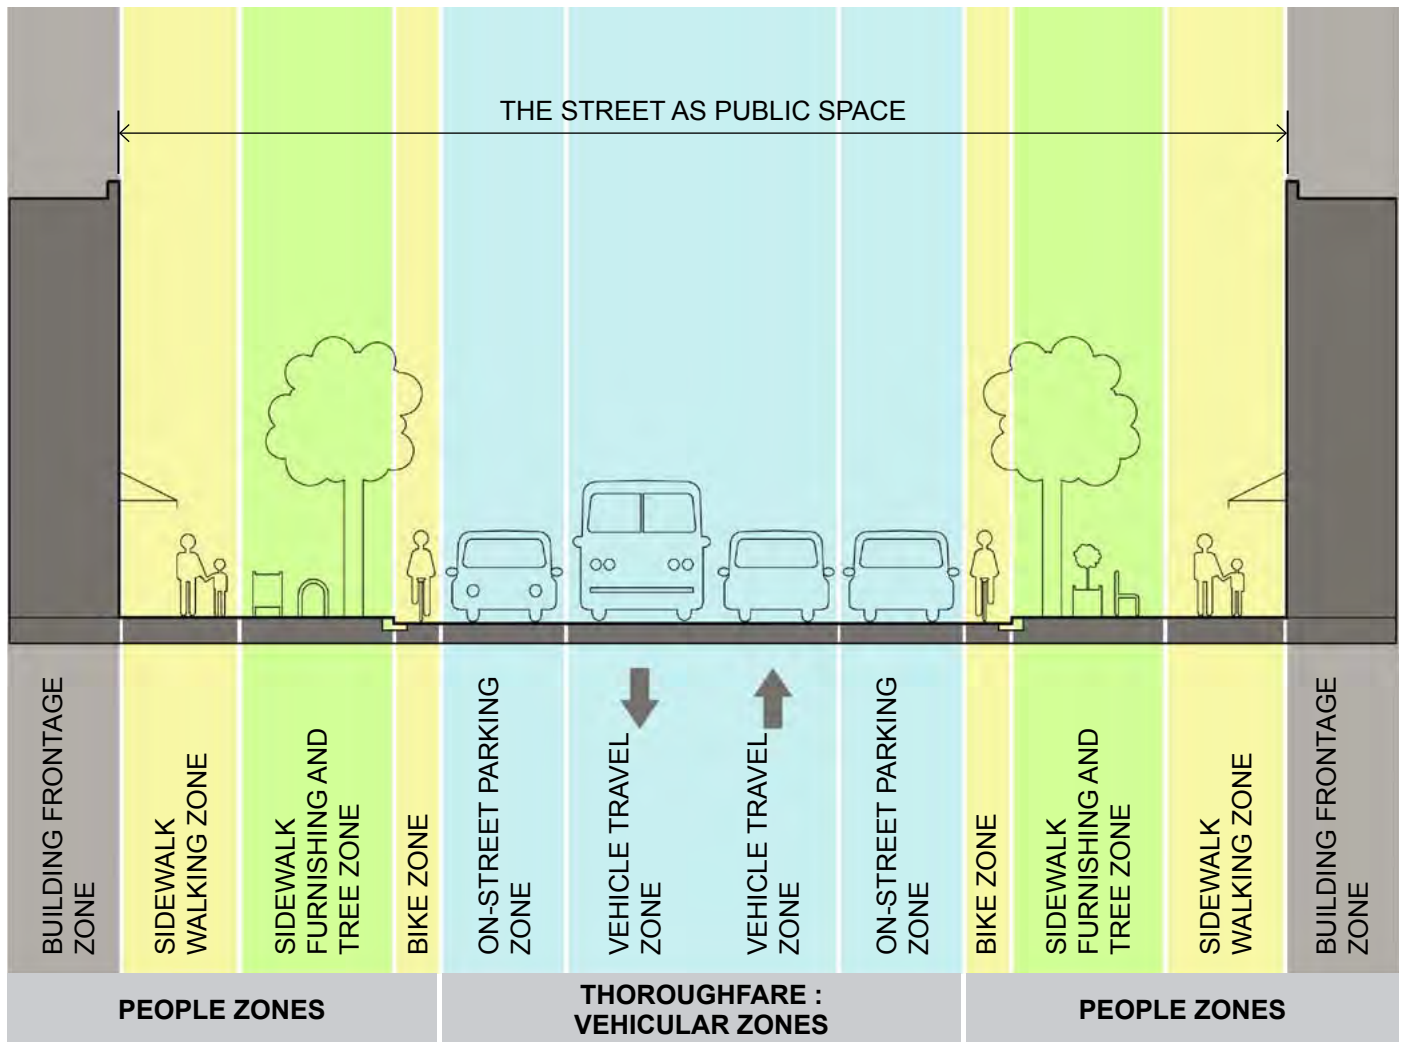 THE STREET AS PUBLIC SPACE
BUILDING FRONTAGE
ZONE
SIDEWALK
WALKING ZONE
SIDEWALK
FURNISHING AND
TREE ZONE
BIKE ZONE
ON-STREET PARKING
ZONE
VEHICLE TRAVEL
ZONE
VEHICLE TRAVEL
ZONE
ON-STREET PARKING
ZONE
BIKE ZONE
SIDEWALK
FURNISHING AND
TREE ZONE
SIDEWALK
WALKING ZONE
BUILDING FRONTAGE
ZONE
PEOPLE ZONES
THOROUGHFARE :
VEHICULAR ZONES
PEOPLE ZONES